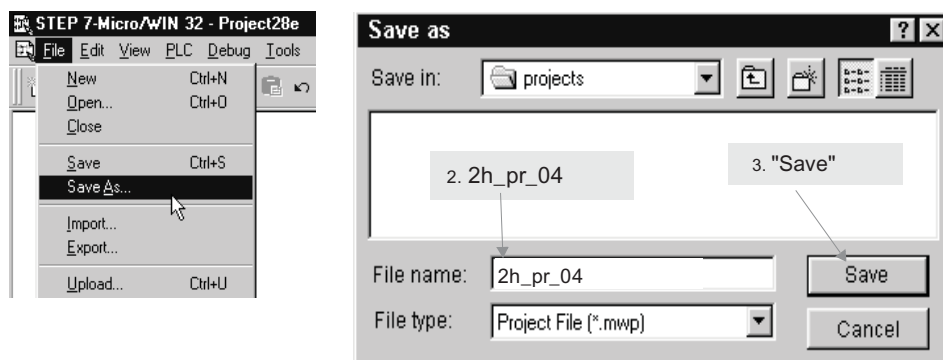 STEP 7-Micro/WIN 32 - Project28e
File Edit View PLC Debug Tools
New Ctrl+N
Open... Ctrl+O
Close
Save Ctrl+S
Save As...
Import...
Export...
Upload... Ctrl+U
Save as
Save in: projects
2. 2h_pr_04
3. "Save"
File name: 2h_pr_04 Save
File type: Project File (*.mwp) Cancel